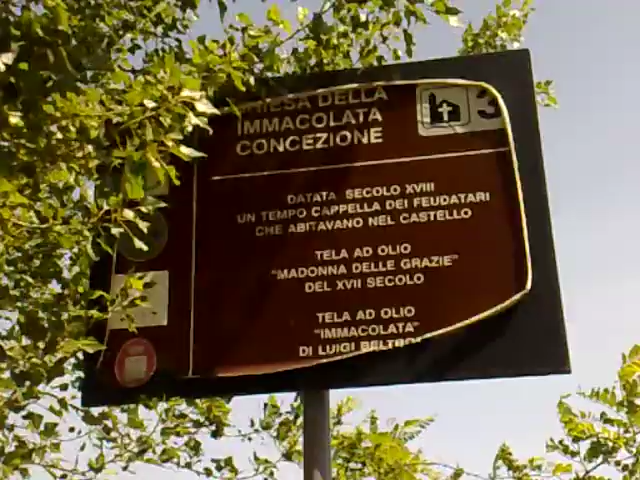 CHIESA DELLA
IMMACOLATA
CONCEZIONE
3
DATATA SECOLO XVIII
UN TEMPO CAPPELLA DEI FEUDATARI
CHE ABITAVANO NEL CASTELLO
TELA AD OLIO
"MADONNA DELLE GRAZIE"
DEL XVII SECOLO
TELA AD OLIO
"IMMACOLATA"
DI LUIGI